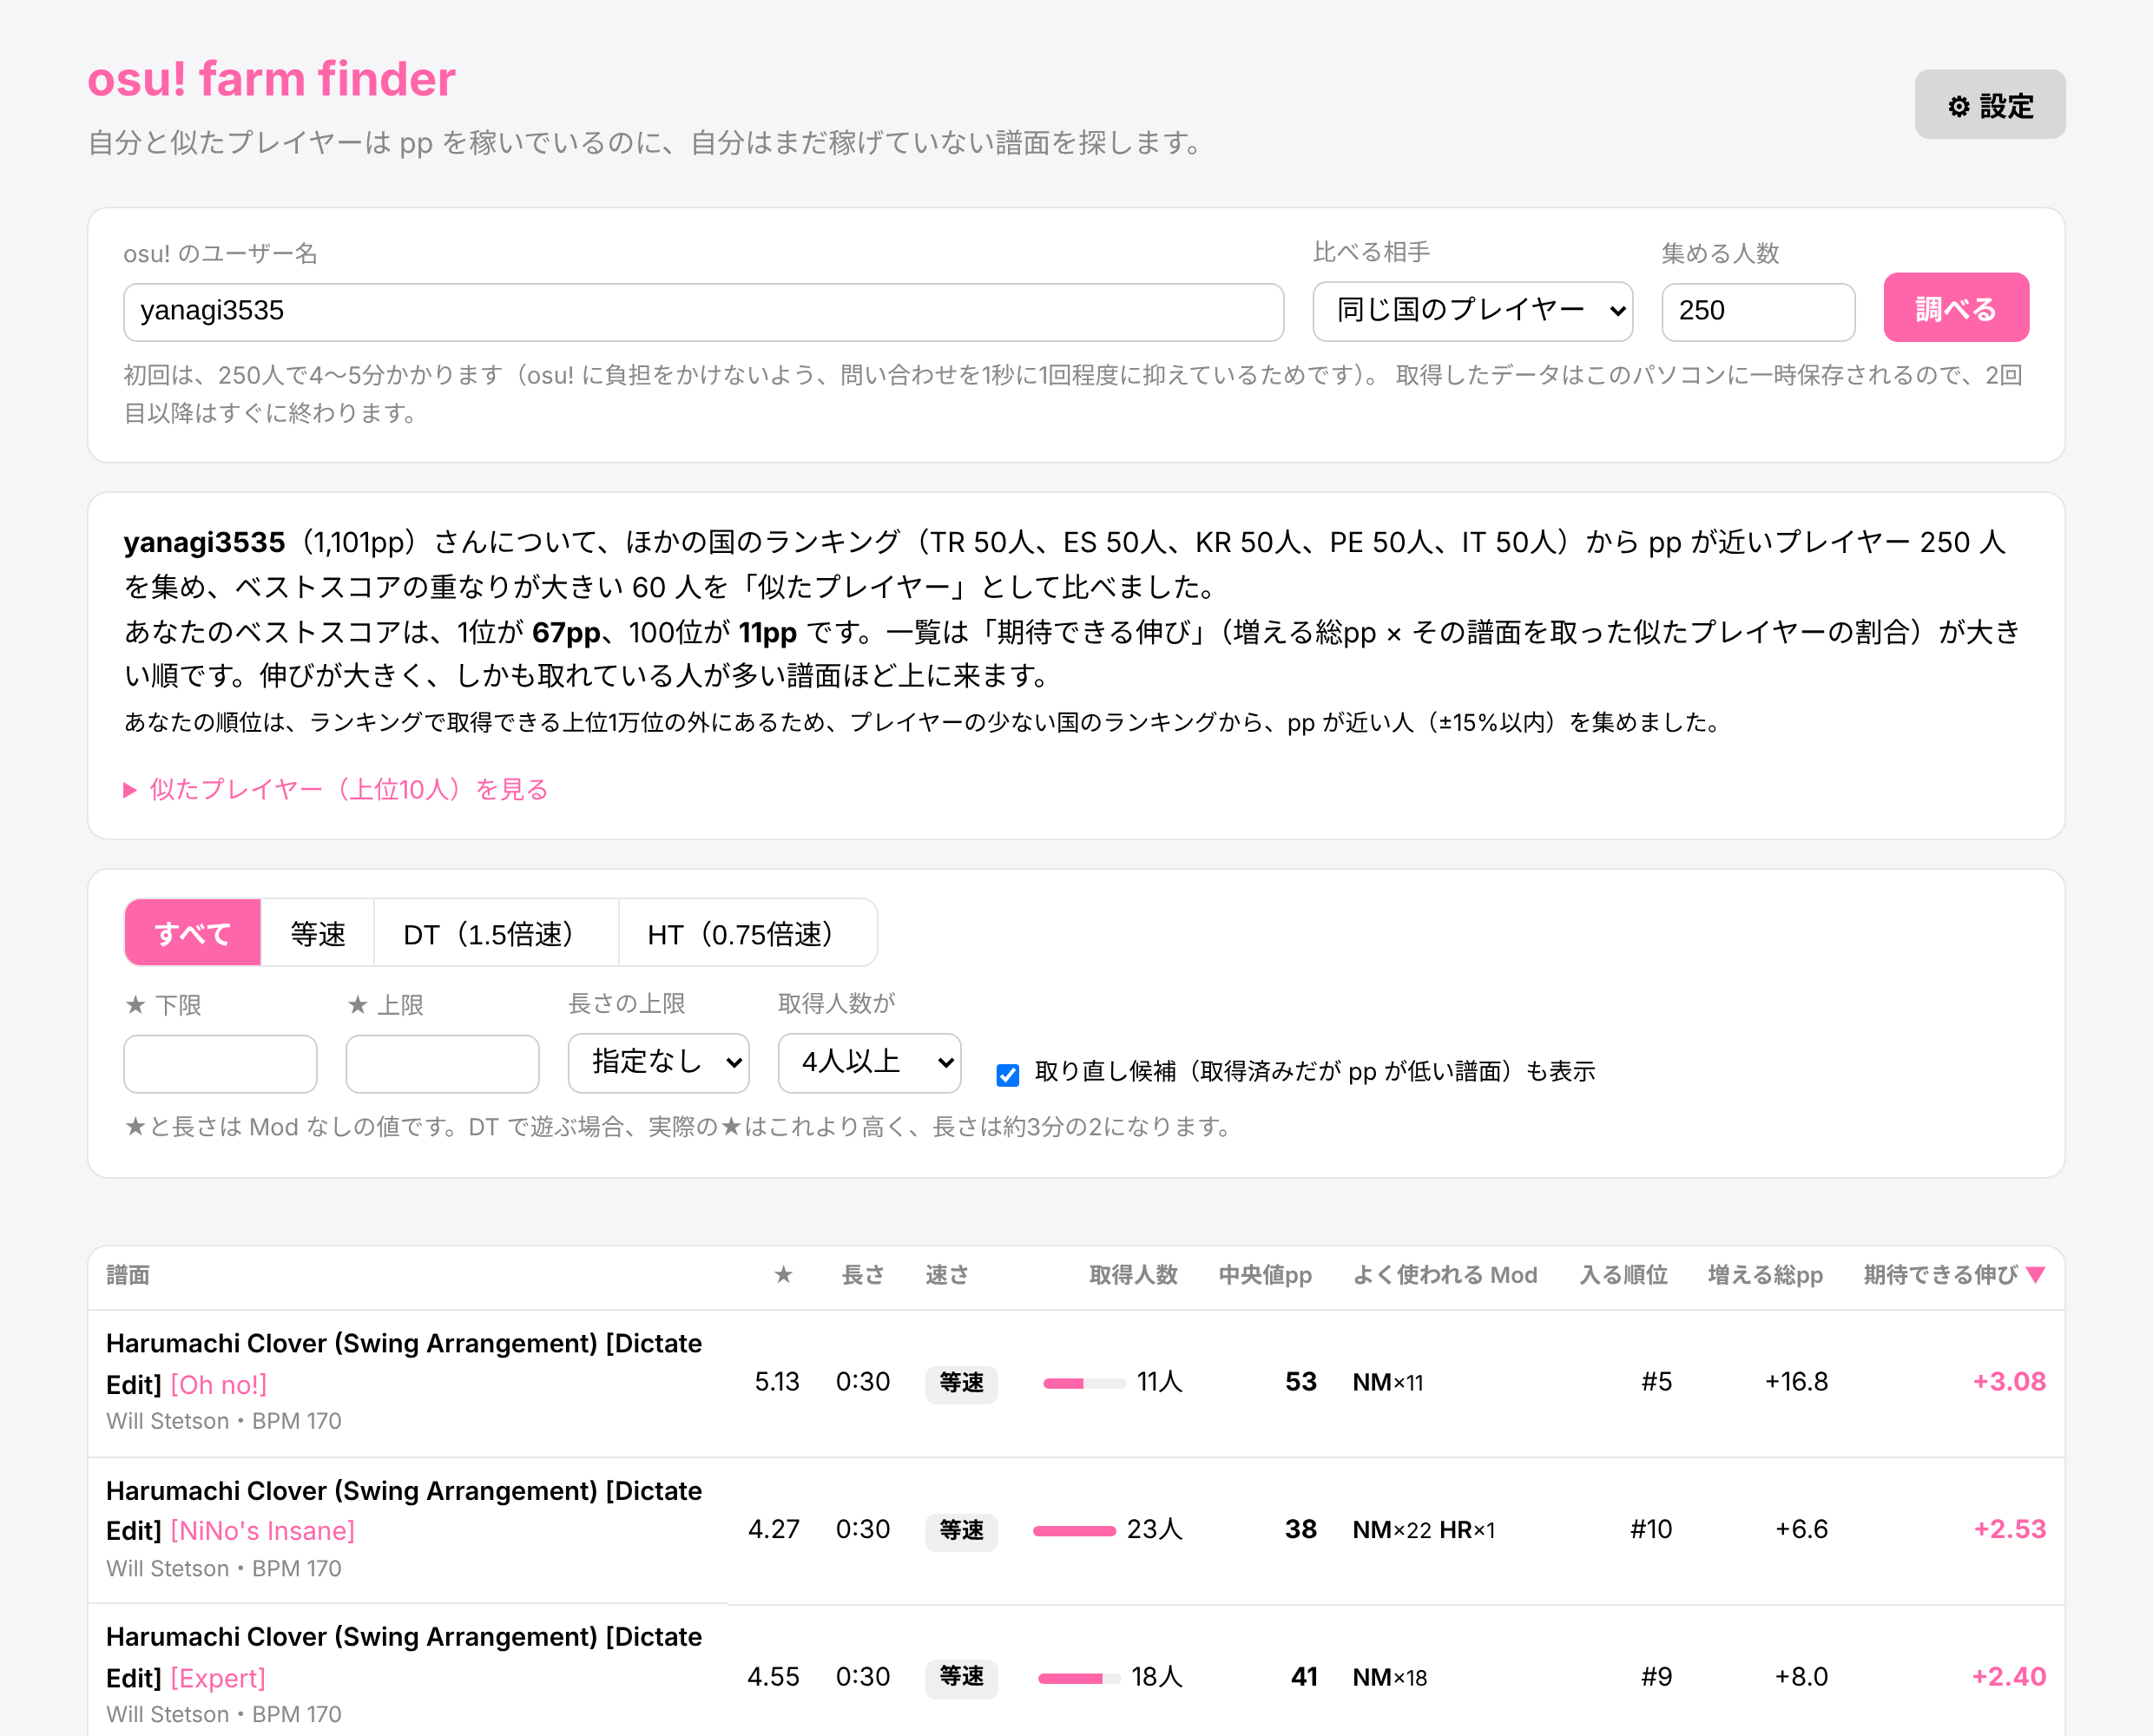 osu! farm finder
⚙ 設定
自分と似たプレイヤーは pp を稼いでいるのに、自分はまだ稼げていない譜面を探します。
osu! のユーザー名
比べる相手
集める人数
yanagi3535
同じ国のプレイヤー
250
調べる
初回は、250人で4〜5分かかります（osu! に負担をかけないよう、問い合わせを1秒に1回程度に抑えているためです）。 取得したデータはこのパソコンに一時保存されるので、2回
目以降はすぐに終わります。
yanagi3535（1,101pp）さんについて、ほかの国のランキング（TR 50人、ES 50人、KR 50人、PE 50人、IT 50人）から pp が近いプレイヤー 250 人
を集め、ベストスコアの重なりが大きい 60 人を「似たプレイヤー」として比べました。
あなたのベストスコアは、1位が 67pp、100位が 11pp です。一覧は「期待できる伸び」（増える総pp × その譜面を取った似たプレイヤーの割合）が大き
い順です。伸びが大きく、しかも取れている人が多い譜面ほど上に来ます。
あなたの順位は、ランキングで取得できる上位1万位の外にあるため、プレイヤーの少ない国のランキングから、pp が近い人（±15%以内）を集めました。
▶ 似たプレイヤー（上位10人）を見る
すべて 等速 DT（1.5倍速） HT（0.75倍速）
★ 下限
★ 上限
長さの上限
取得人数が
指定なし
4人以上
取り直し候補（取得済みだが pp が低い譜面）も表示
★と長さは Mod なしの値です。DT で遊ぶ場合、実際の★はこれより高く、長さは約3分の2になります。
譜面 ★ 長さ 速さ 取得人数 中央値pp よく使われる Mod 入る順位 増える総pp 期待できる伸び ▼
Harumachi Clover (Swing Arrangement) [Dictate
Edit] [Oh no!]
Will Stetson・BPM 170
5.13 0:30 等速 11人 53 NM×11 #5 +16.8 +3.08
Harumachi Clover (Swing Arrangement) [Dictate
Edit] [NiNo's Insane]
Will Stetson・BPM 170
4.27 0:30 等速 23人 38 NM×22 HR×1 #10 +6.6 +2.53
Harumachi Clover (Swing Arrangement) [Dictate
Edit] [Expert]
Will Stetson・BPM 170
4.55 0:30 等速 18人 41 NM×18 #9 +8.0 +2.40